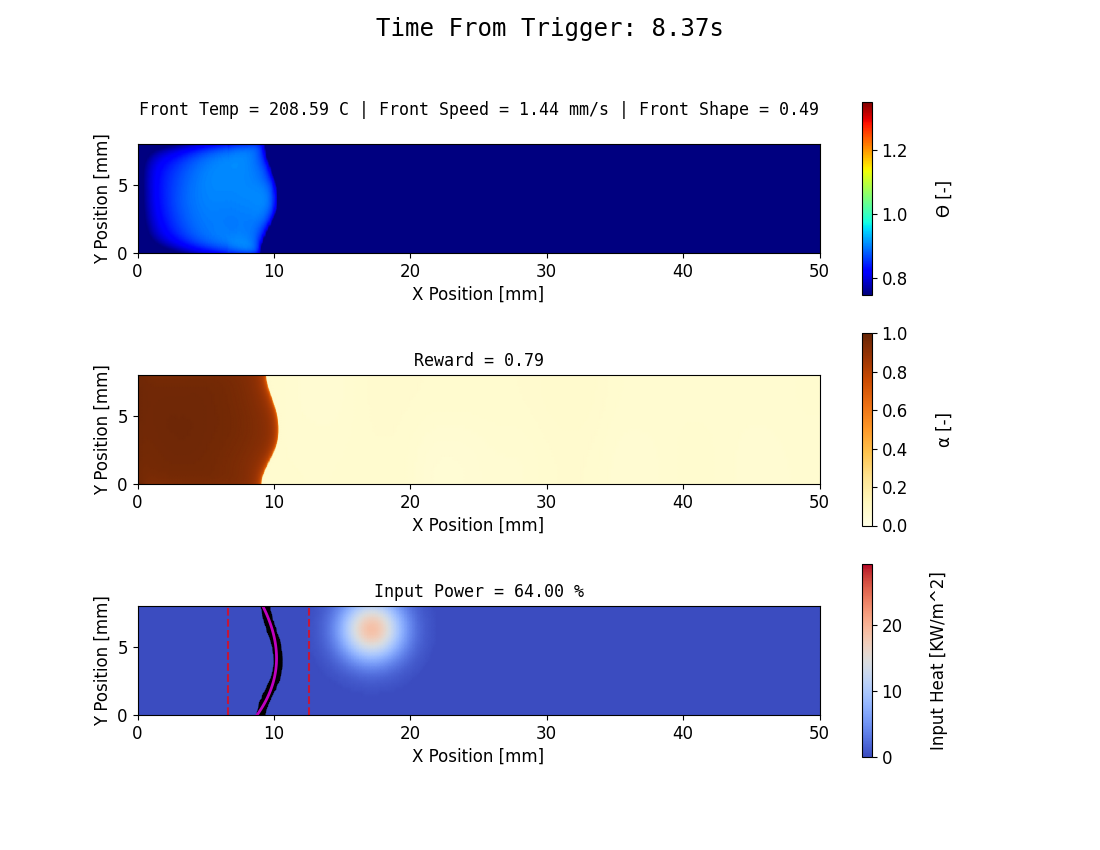 Time From Trigger: 8.37s
Front Temp = 208.59 C | Front Speed = 1.44 mm/s | Front Shape = 0.49
Y Position [mm]
5
0
0 10 20 30 40 50
X Position [mm]
1.2
1.0
0.8
Θ [-]
Reward = 0.79
Y Position [mm]
5
0
0 10 20 30 40 50
X Position [mm]
1.0
0.8
0.6
0.4
0.2
0.0
α [-]
Input Power = 64.00 %
Y Position [mm]
5
0
0 10 20 30 40 50
X Position [mm]
20
10
0
Input Heat [KW/m^2]